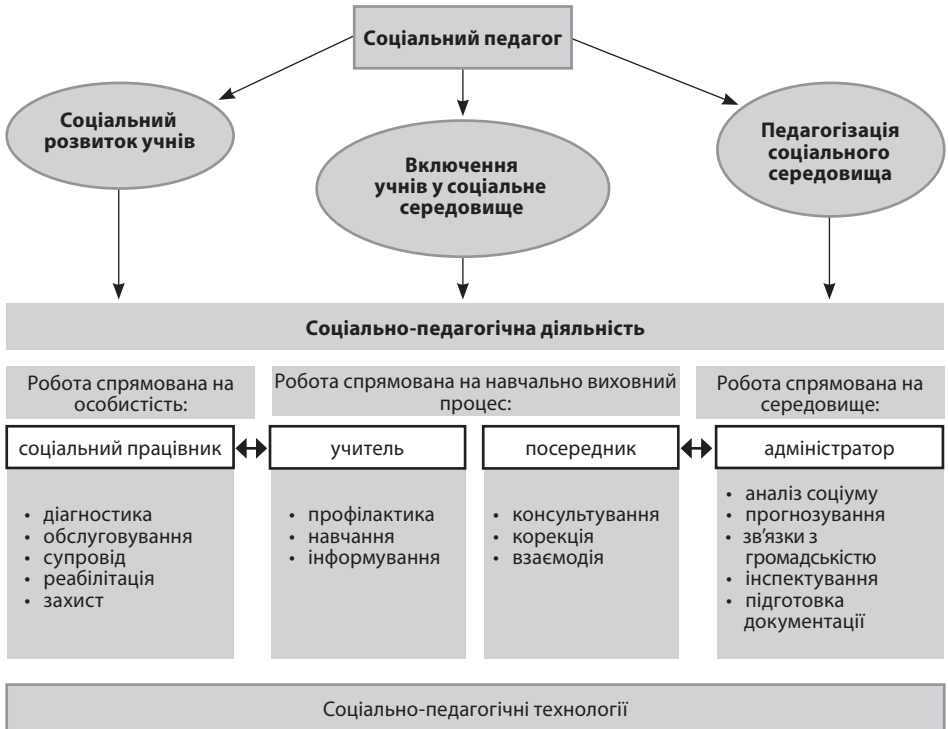 Соціальний педагог
Соціальний
розвиток учнів
Включення
учнів у соціальне
середовище
Педагогізація
соціального
середовища
Соціально-педагогічна діяльність
Робота спрямована на
особистість:
Робота спрямована на навчально виховний
процес:
Робота спрямована на
середовище:
соціальний працівник
учитель
посередник
адміністратор
• діагностика
• обслуговування
• супровід
• реабілітація
• захист
• профілактика
• навчання
• інформування
• консультування
• корекція
• взаємодія
• аналіз соціуму
• прогнозування
• зв'язки з
громадськістю
• інспектування
• підготовка
документації
Соціально-педагогічні технології